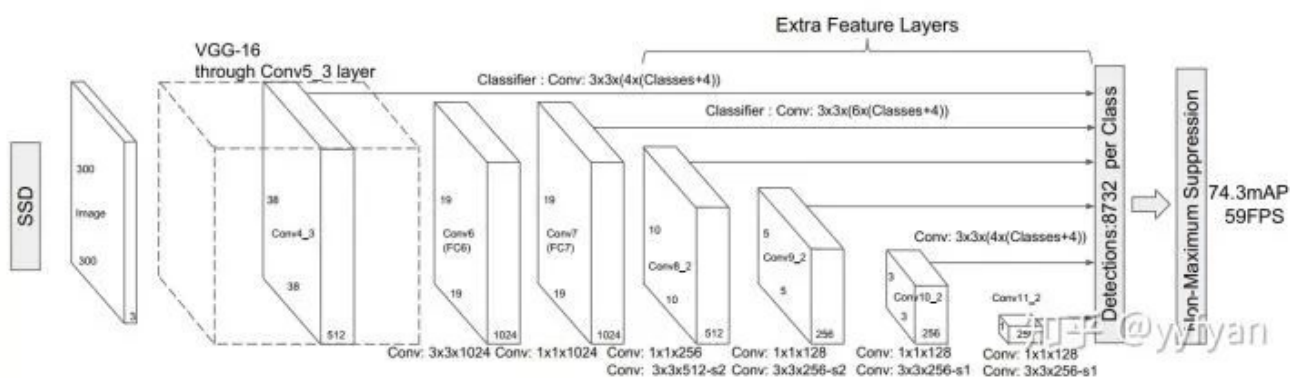 Extra Feature Layers
VGG-16
through Conv5_3 layer
Classifier : Conv: 3x3x(4x(Classes+4))
Classifier : Conv: 3x3x(6x(Classes+4))
SSD
300
Image
300
3
38
Conv4_3
38
512
19
Conv6
(FC6)
19
1024
19
Conv7
(FC7)
19
1024
10
Conv8_2
10
512
5
Conv9_2
5
256
Conv: 3x3x(4x(Classes+4))
3
Conv10_2
3
256
Conv11_2
1
256
Detections:8732 per Class
Non-Maximum Suppression
74.3mAP
59FPS
Conv: 3x3x1024
Conv: 1x1x1024
Conv: 1x1x256
Conv: 3x3x512-s2
Conv: 1x1x128
Conv: 3x3x256-s2
Conv: 1x1x128
Conv: 3x3x256-s1
Conv: 1x1x128
Conv: 3x3x256-s1
知乎 @yyfyan